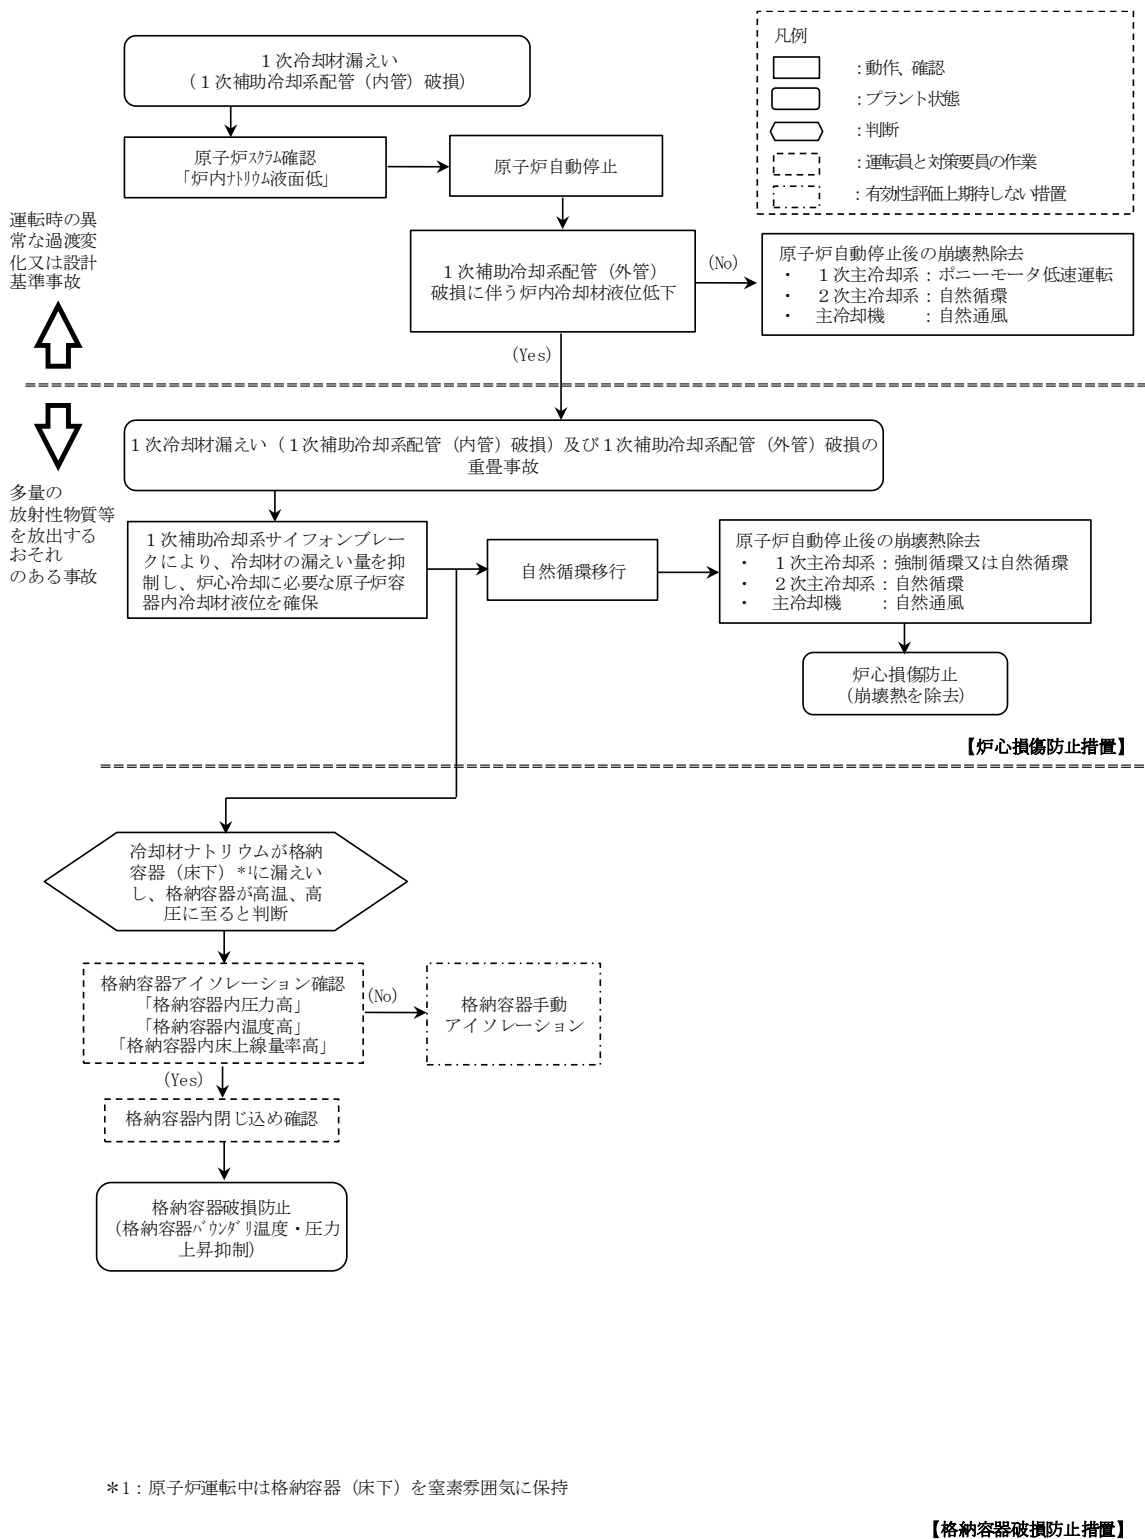 凡例
：動作、確認
：プラント状態
：判断
：運転員と対策要員の作業
：有効性評価上期待しない措置
１次冷却材漏えい
（１次補助冷却系配管（内管）破損）
原子炉ｽｸﾗﾑ確認
「炉内ﾅﾄﾘｳﾑ液面低」
原子炉自動停止
運転時の異
常な過渡変
化又は設計
基準事故
１次補助冷却系配管（外管）
破損に伴う炉内冷却材液位低下
(No)
原子炉自動停止後の崩壊熱除去
・ １次主冷却系：ポニーモータ低速運転
・ ２次主冷却系：自然循環
・ 主冷却機 ：自然通風
(Yes)
１次冷却材漏えい（１次補助冷却系配管（内管）破損）及び１次補助冷却系配管（外管）破損の
重畳事故
多量の
放射性物質等
を放出する
おそれ
のある事故
１次補助冷却系サイフォンブレー
クにより、冷却材の漏えい量を抑
制し、炉心冷却に必要な原子炉容
器内冷却材液位を確保
自然循環移行
原子炉自動停止後の崩壊熱除去
・ １次主冷却系：強制循環又は自然循環
・ ２次主冷却系：自然循環
・ 主冷却機 ：自然通風
炉心損傷防止
(崩壊熱を除去)
【炉心損傷防止措置】
冷却材ナトリウムが格納
容器（床下）*1に漏えい
し、格納容器が高温、高
圧に至ると判断
格納容器アイソレーション確認
「格納容器内圧力高」
「格納容器内温度高」
「格納容器内床上線量率高」
(No)
格納容器手動
アイソレーション
(Yes)
格納容器内閉じ込め確認
格納容器破損防止
(格納容器ﾊﾞｳﾝﾀﾞﾘ温度・圧力
上昇抑制)
＊1：原子炉運転中は格納容器（床下）を窒素雰囲気に保持
【格納容器破損防止措置】